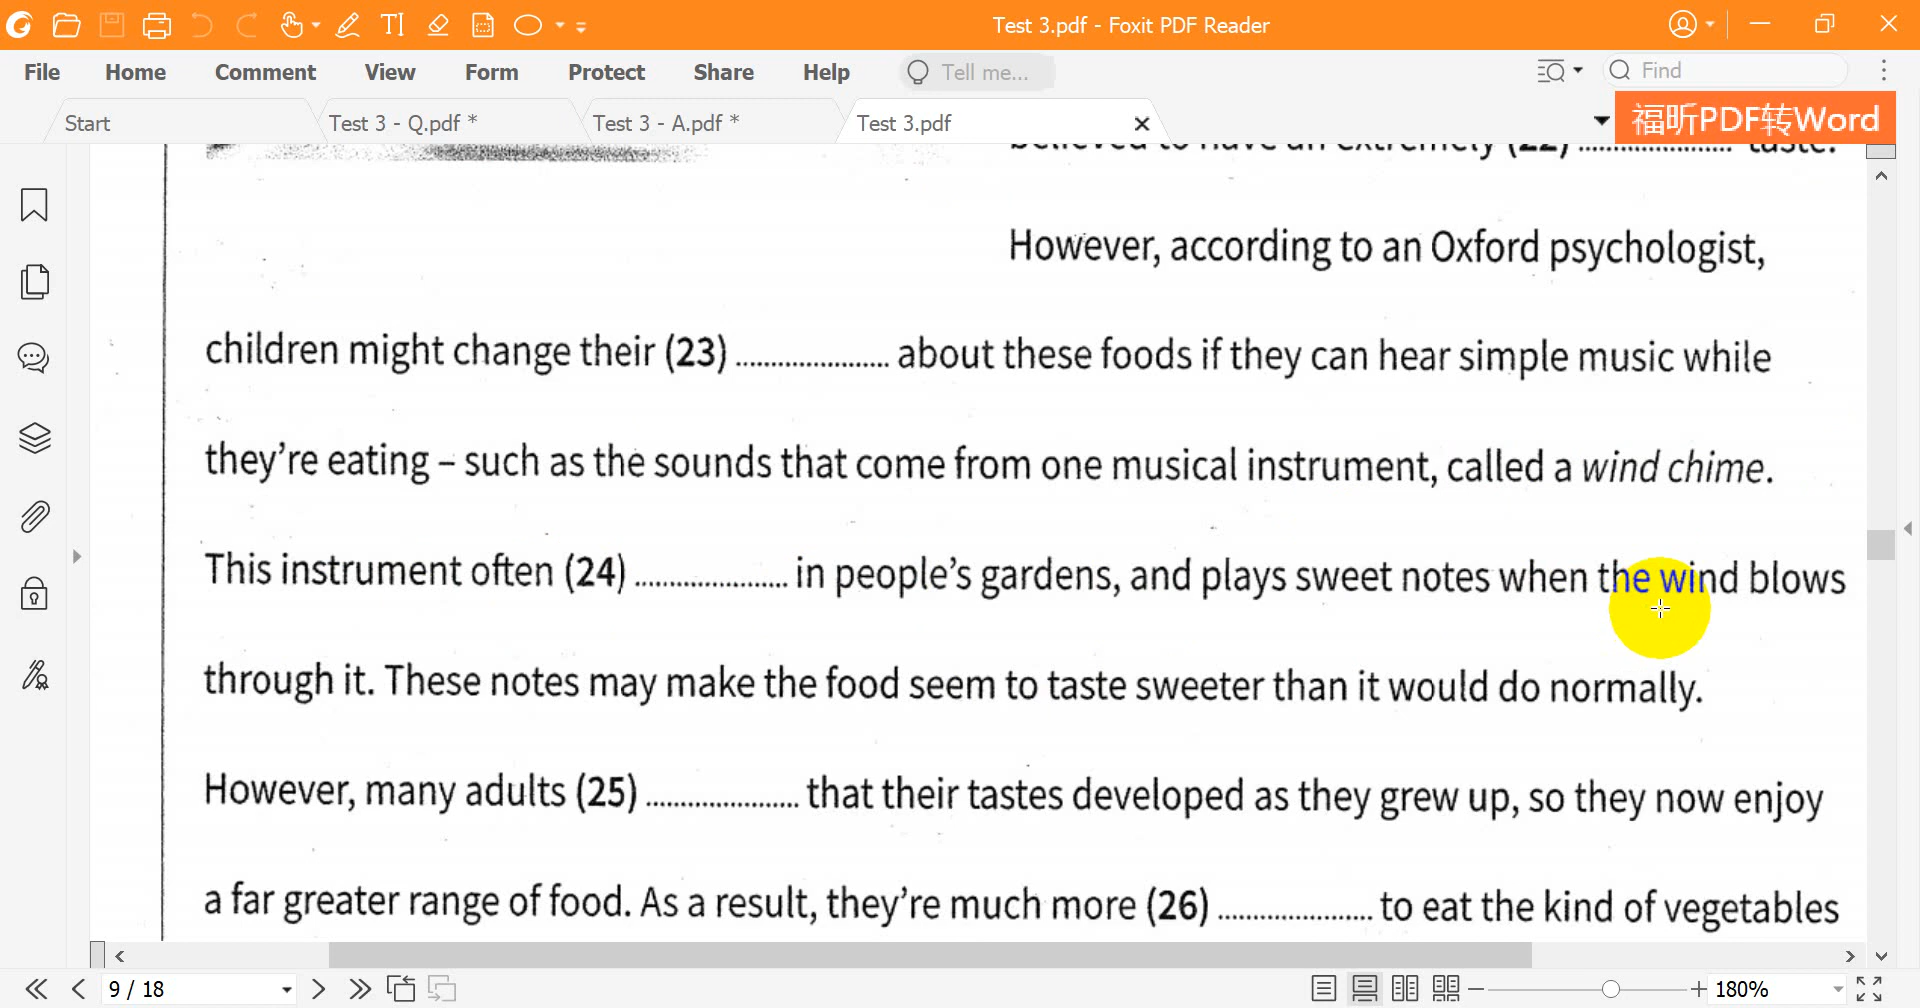 Test 3.pdf - Foxit PDF Reader
File Home Comment View Form Protect Share Help Tell me... Find
Start Test 3 - Q.pdf * Test 3 - A.pdf * Test 3.pdf 福昕PDF转Word
believed to have an extremely (22) ...................... taste.
However, according to an Oxford psychologist,
children might change their (23) ...................... about these foods if they can hear simple music while
they’re eating – such as the sounds that come from one musical instrument, called a wind chime.
This instrument often (24) ...................... in people’s gardens, and plays sweet notes when the wind blows
through it. These notes may make the food seem to taste sweeter than it would do normally.
However, many adults (25) ...................... that their tastes developed as they grew up, so they now enjoy
a far greater range of food. As a result, they’re much more (26) ...................... to eat the kind of vegetables
9 / 18 180%